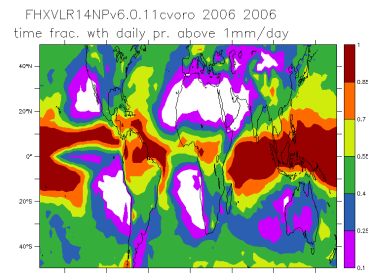 FHXVLR14NPv6.0.11cvoro 2006 2006
time frac. wth daily pr. above 1mm/day
40°N
20°N
0°
20°S
40°S
1
0.85
0.7
0.55
0.4
0.25
0.1